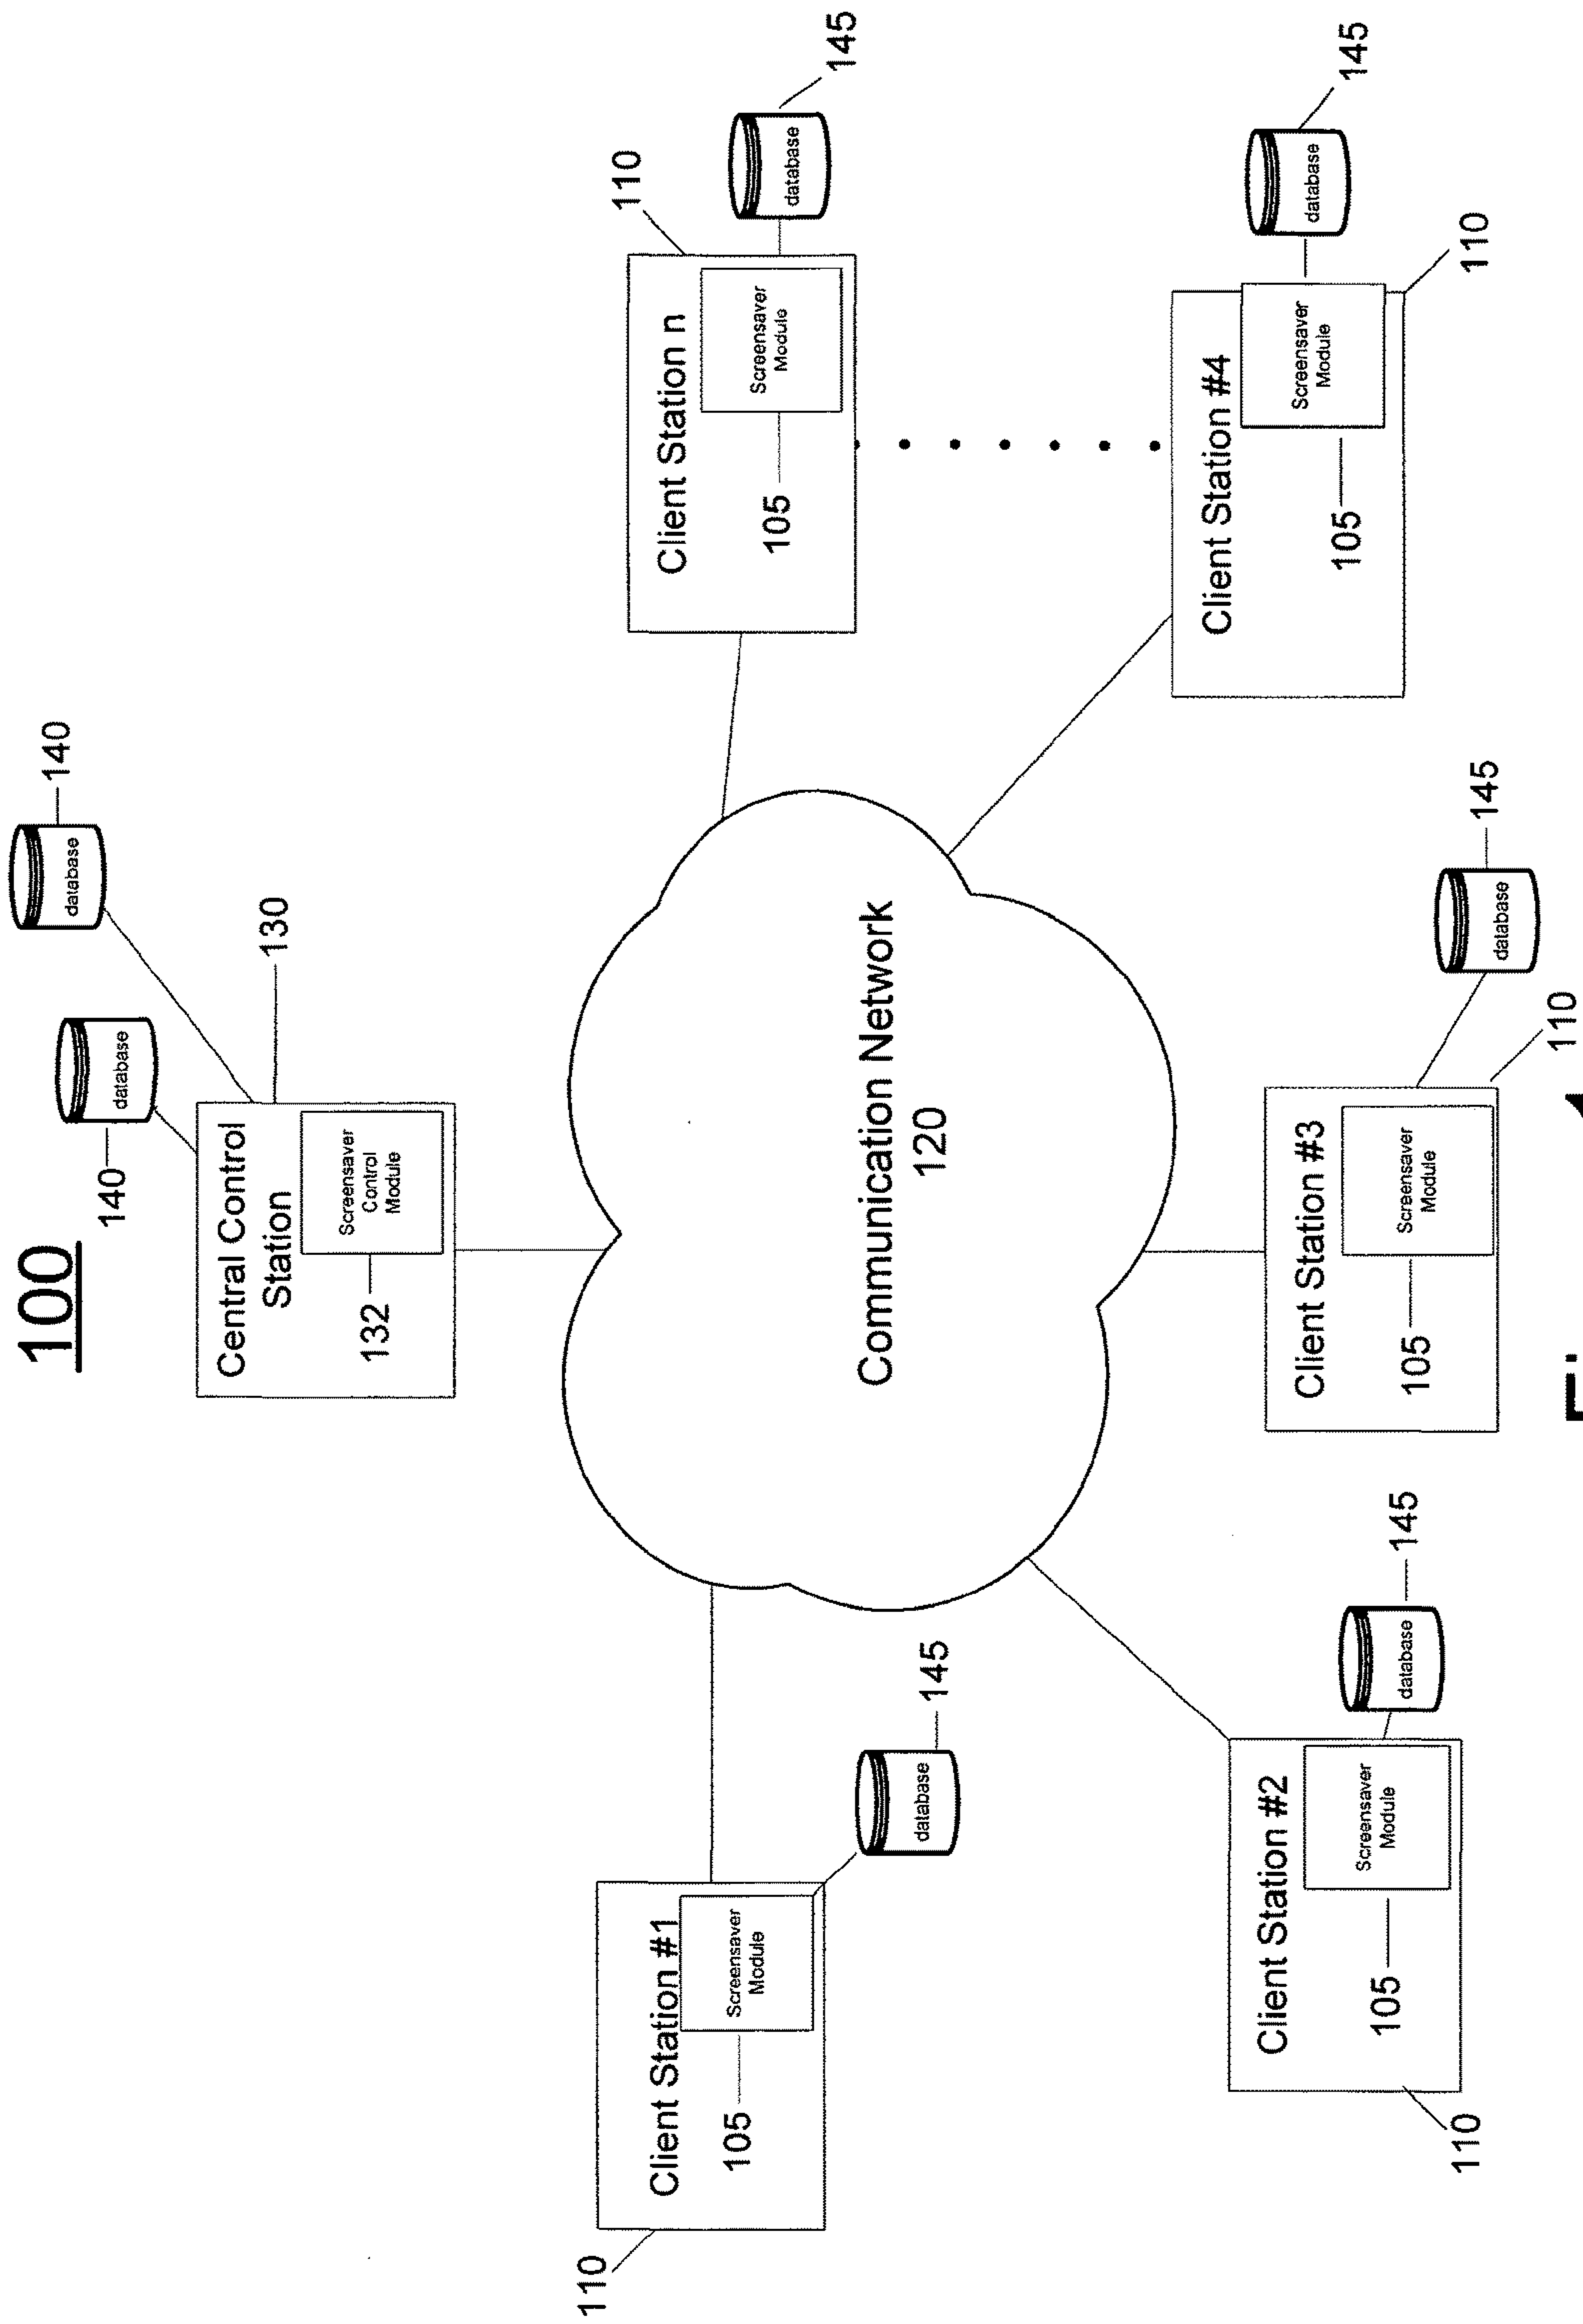 100
140
database
140
database
130
Central Control
Station
Screensaver
Control
Module
132
Communication Network
120
Client Station #1
Screensaver
Module
105
110
database
145
Client Station #2
Screensaver
Module
105
110
database
145
Client Station #3
Screensaver
Module
105
110
database
145
Client Station #4
Screensaver
Module
105
110
database
145
Client Station n
Screensaver
Module
105
110
database
145